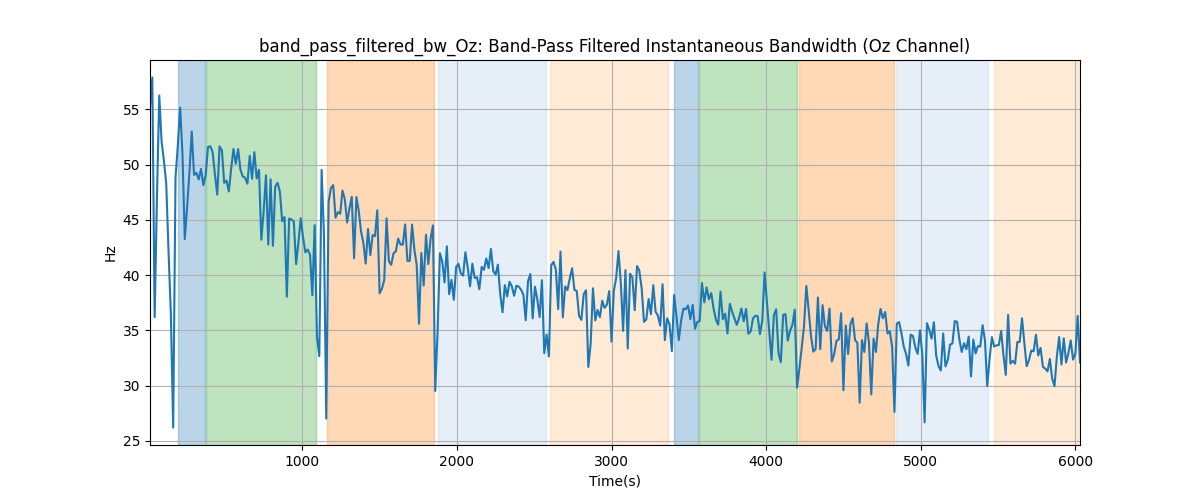 band_pass_filtered_bw_Oz: Band-Pass Filtered Instantaneous Bandwidth (Oz Channel)
55
50
45
40
35
30
25
Hz
1000 2000 3000 4000 5000 6000
Time(s)